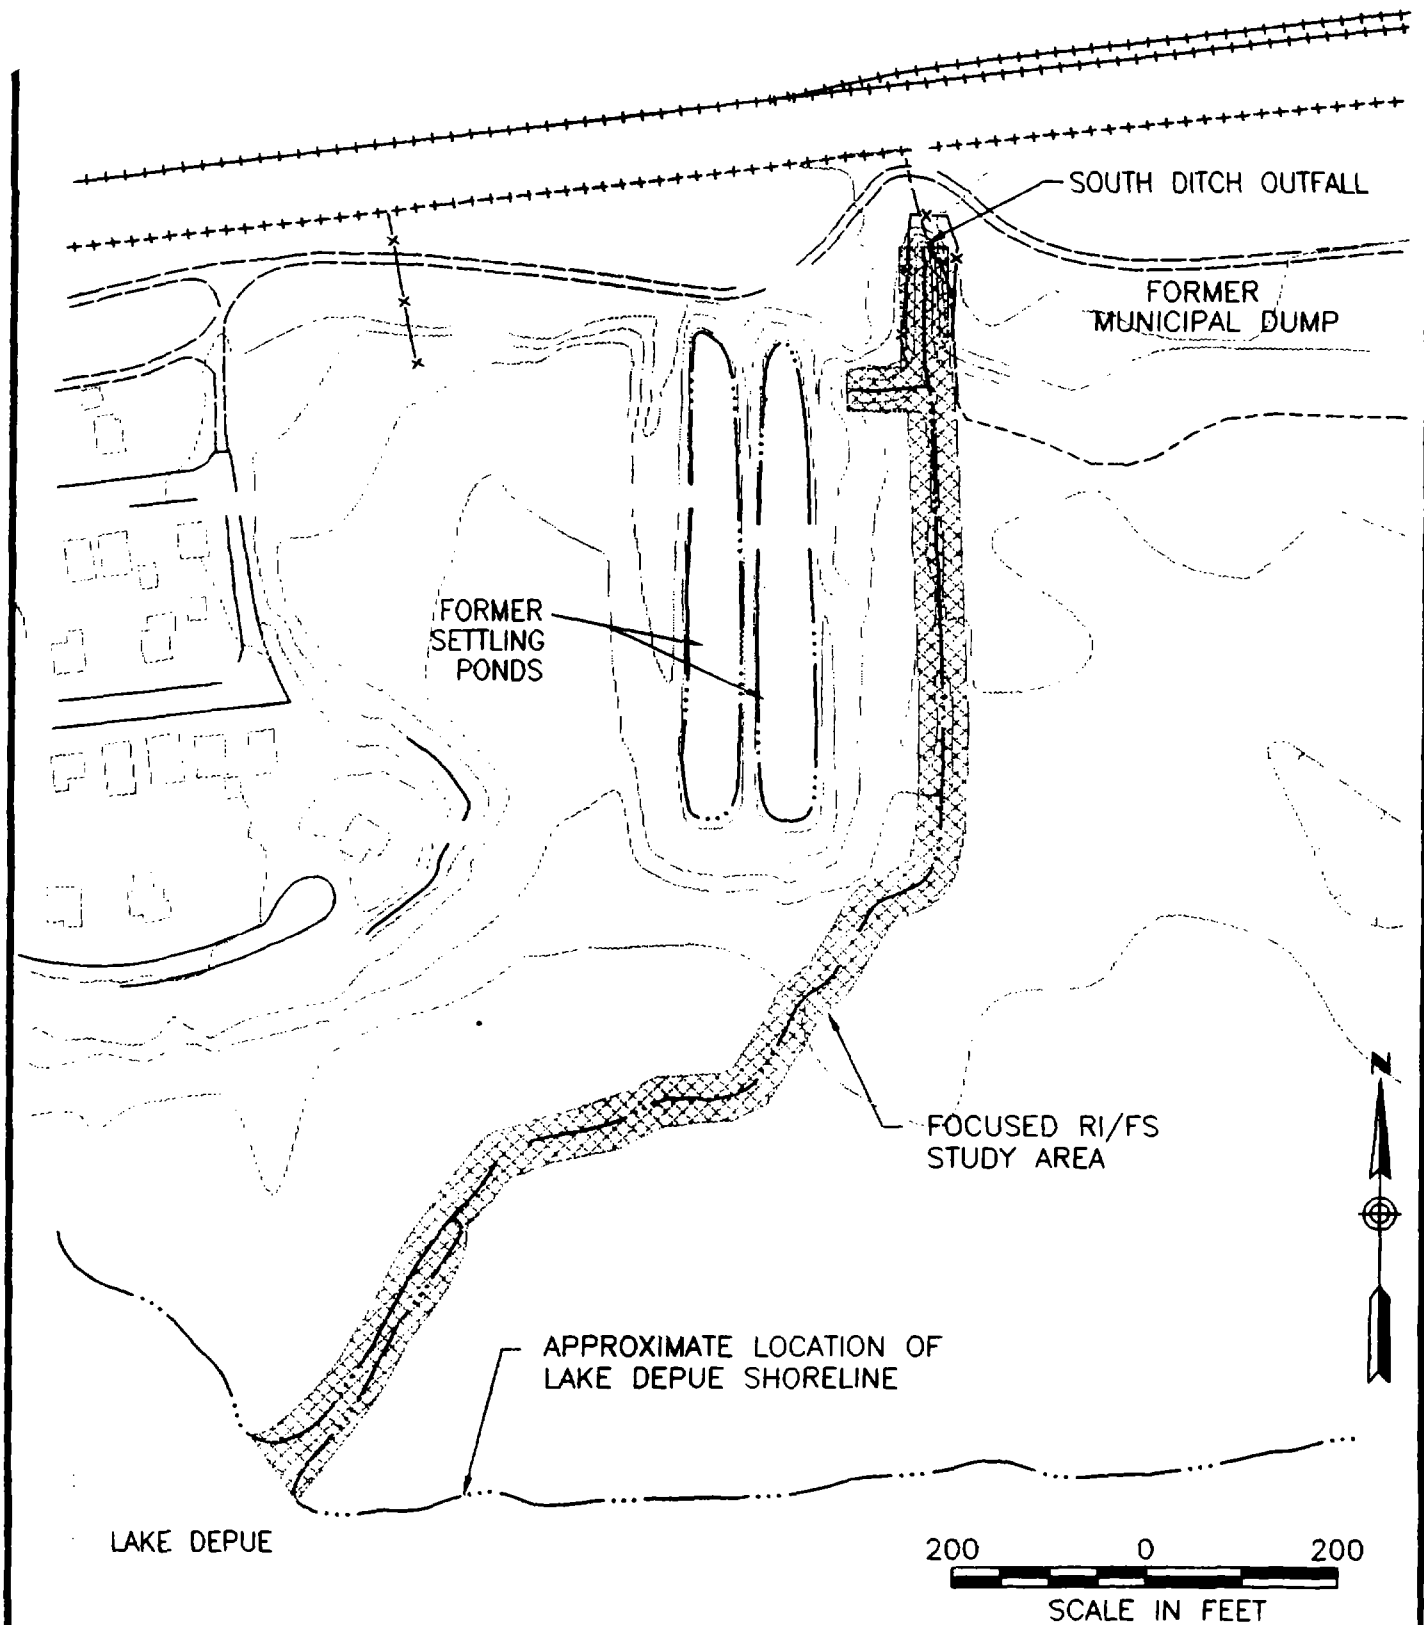 SOUTH DITCH OUTFALL
FORMER
MUNICIPAL DUMP
FORMER
SETTLING
PONDS
N
FOCUSED RI/FS
STUDY AREA
APPROXIMATE LOCATION OF
LAKE DEPUE SHORELINE
LAKE DEPUE
200 0 200
SCALE IN FEET